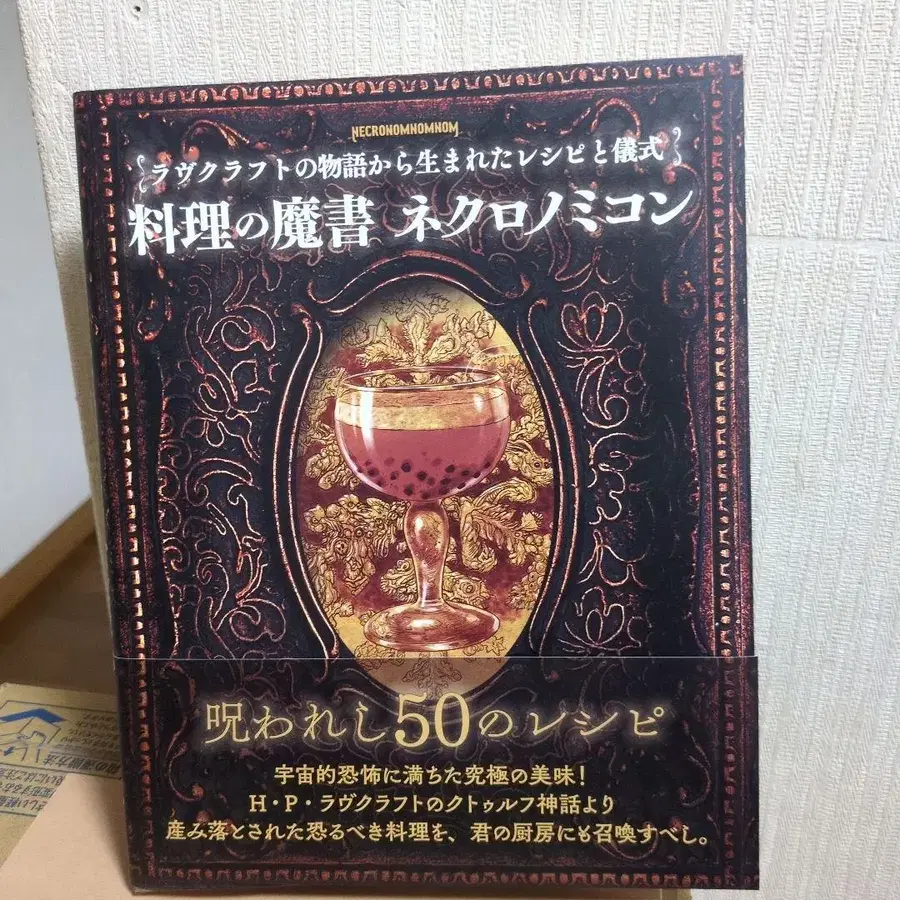 NECRONOMNOMNOM
ラヴクラフトの物語から生まれたレシピと儀式
料理の魔書 ネクロノミコン
呪われし50のレシピ
宇宙的恐怖に満ちた究極の美味！
H・P・ラヴクラフトのクトゥルフ神話より
産み落とされた恐るべき料理を、君の厨房にも召喚すべし。